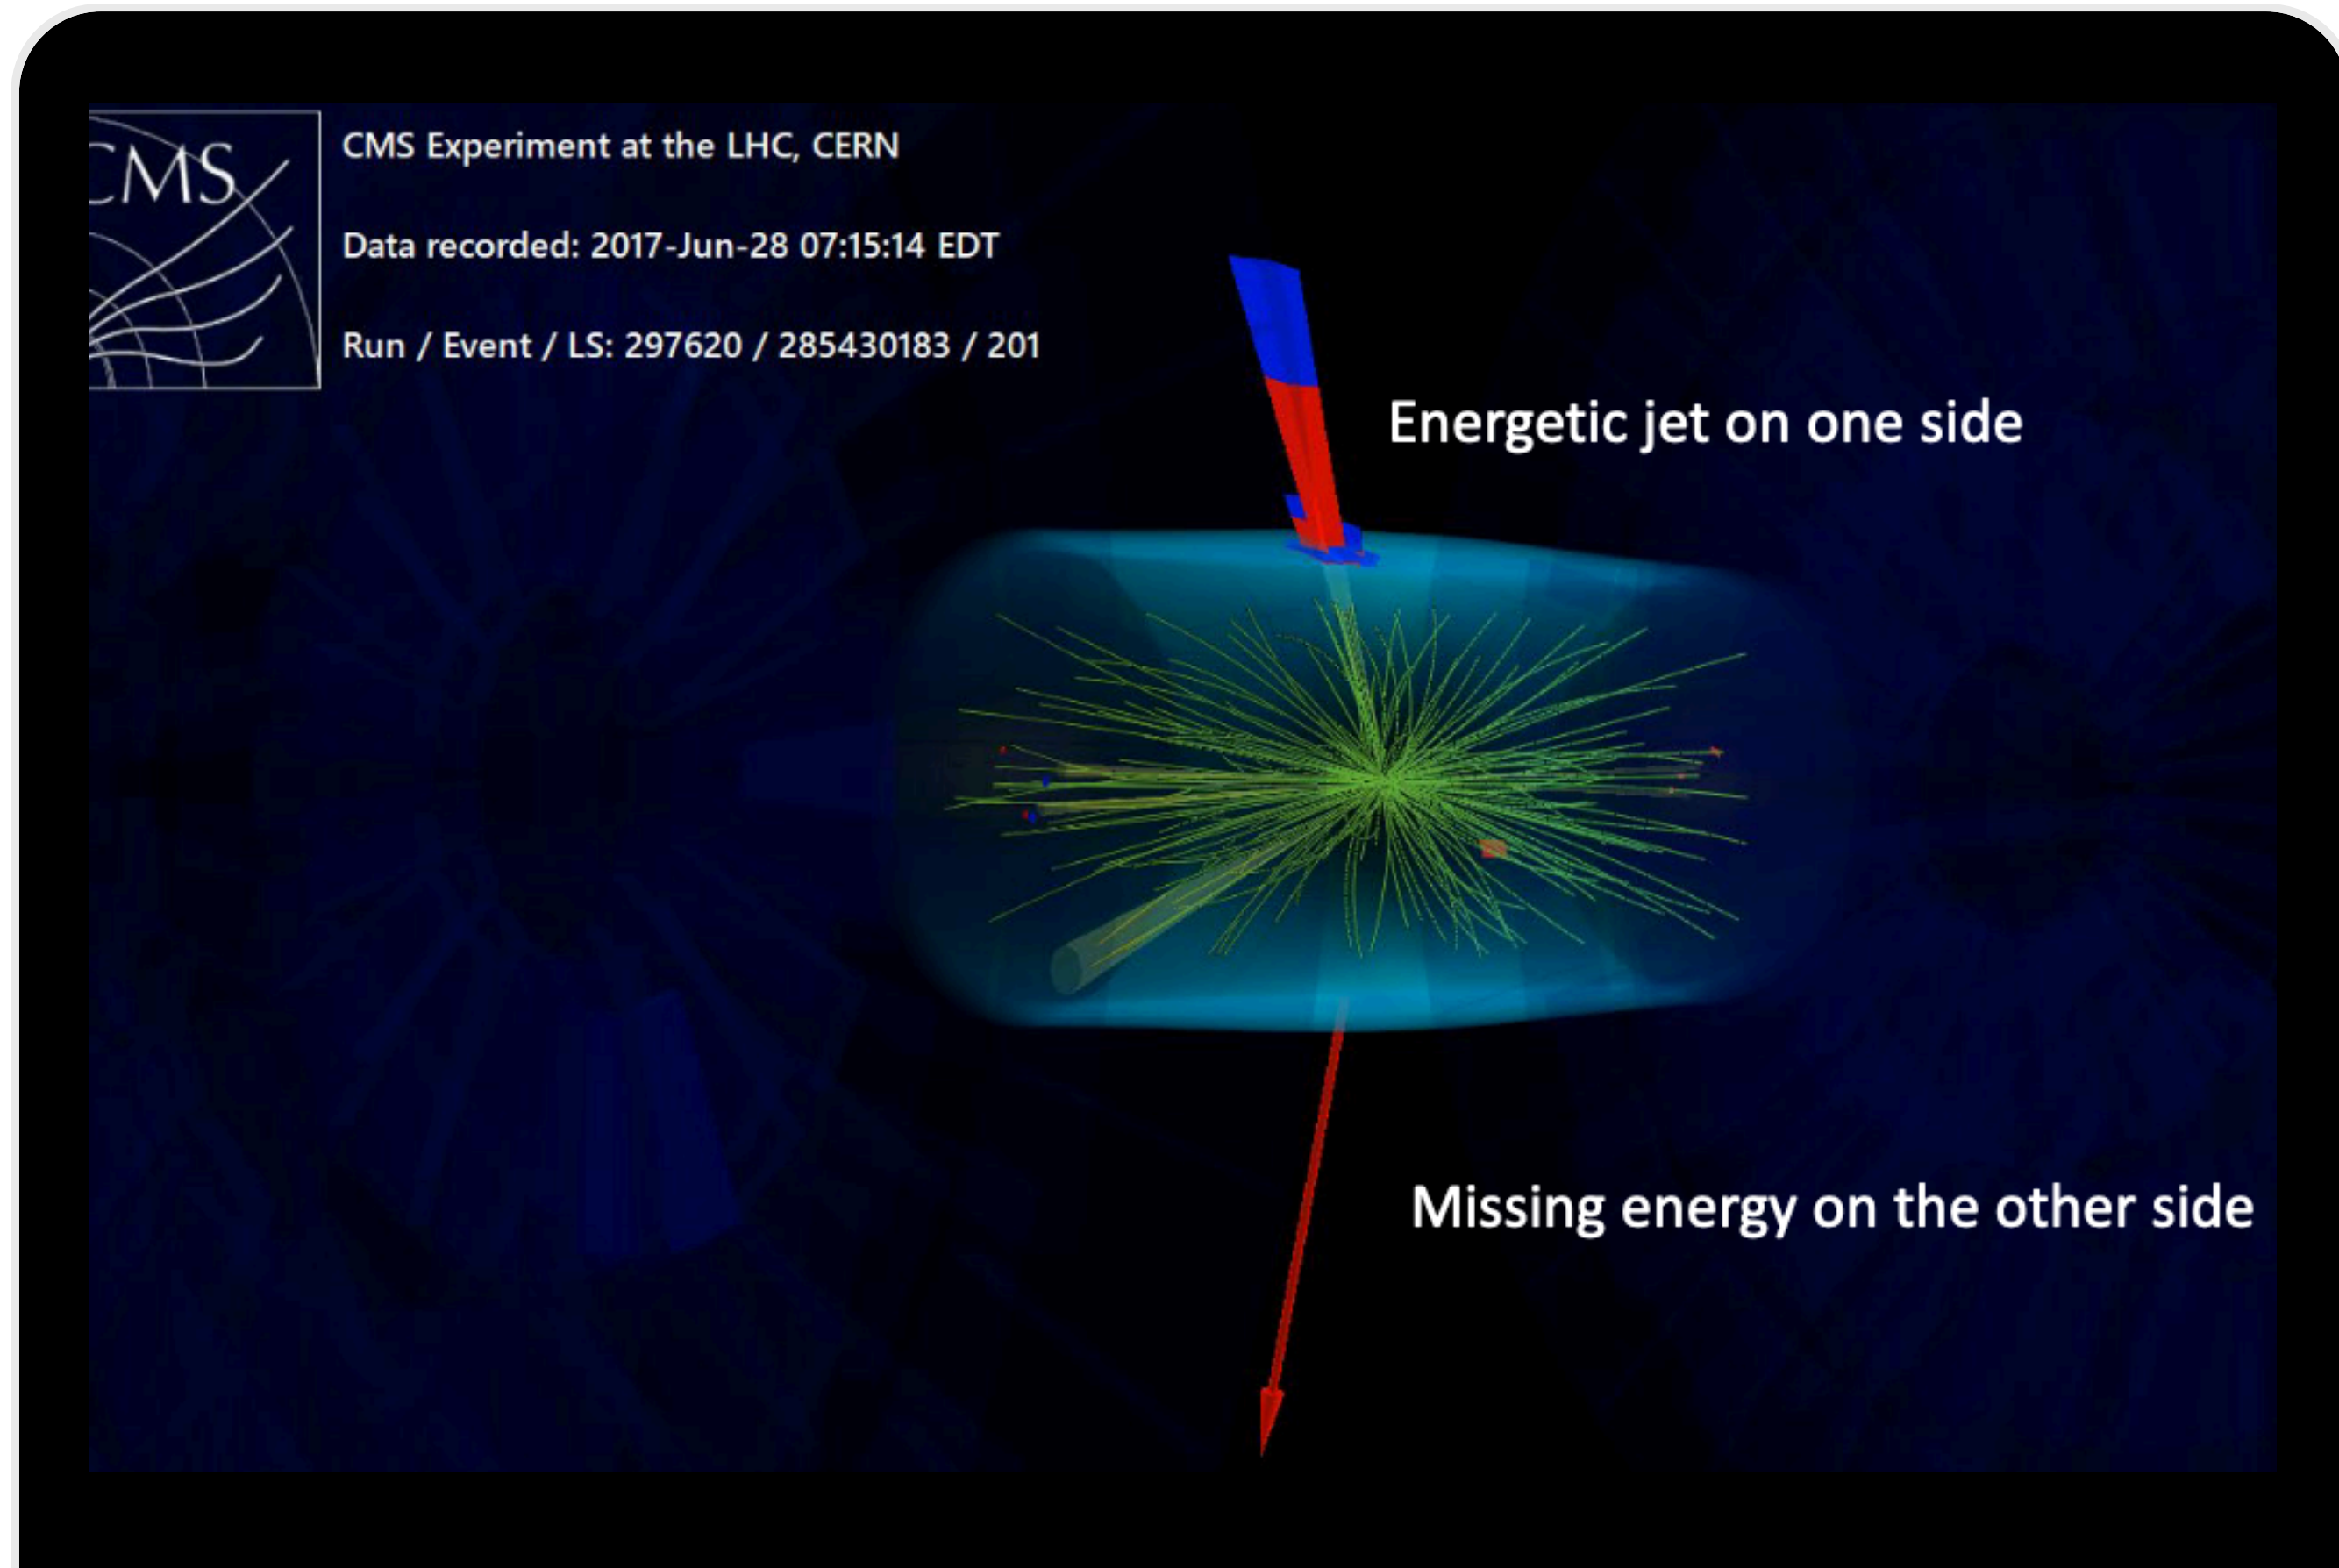 CMS
CMS Experiment at the LHC, CERN
Data recorded: 2017-Jun-28 07:15:14 EDT
Run / Event / LS: 297620 / 285430183 / 201
Energetic jet on one side
Missing energy on the other side